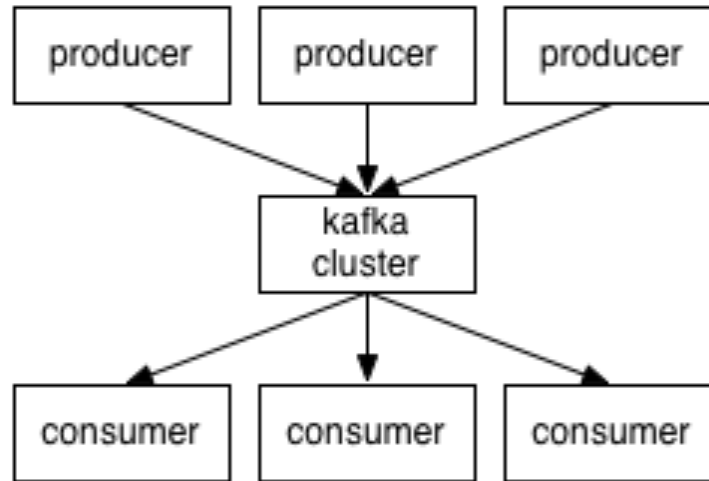 producer
producer
producer
kafka
cluster
consumer
consumer
consumer